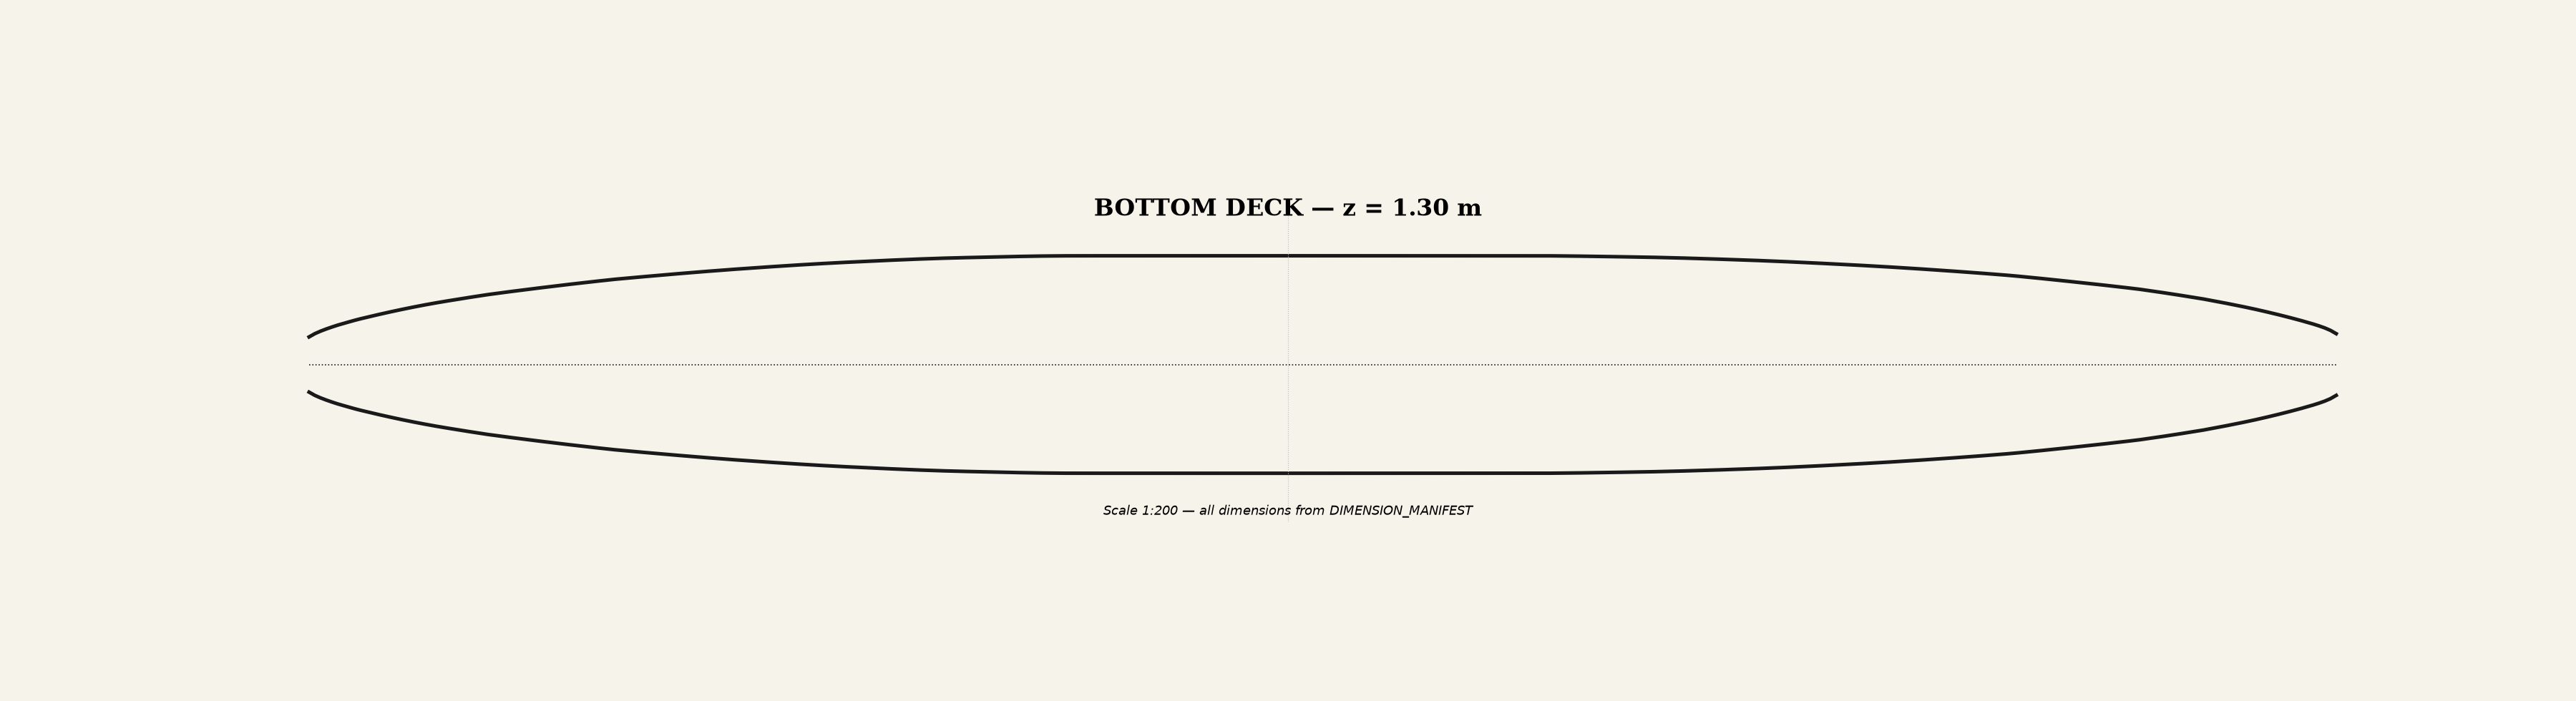 BOTTOM DECK — z = 1.30 m
Scale 1:200 — all dimensions from DIMENSION_MANIFEST